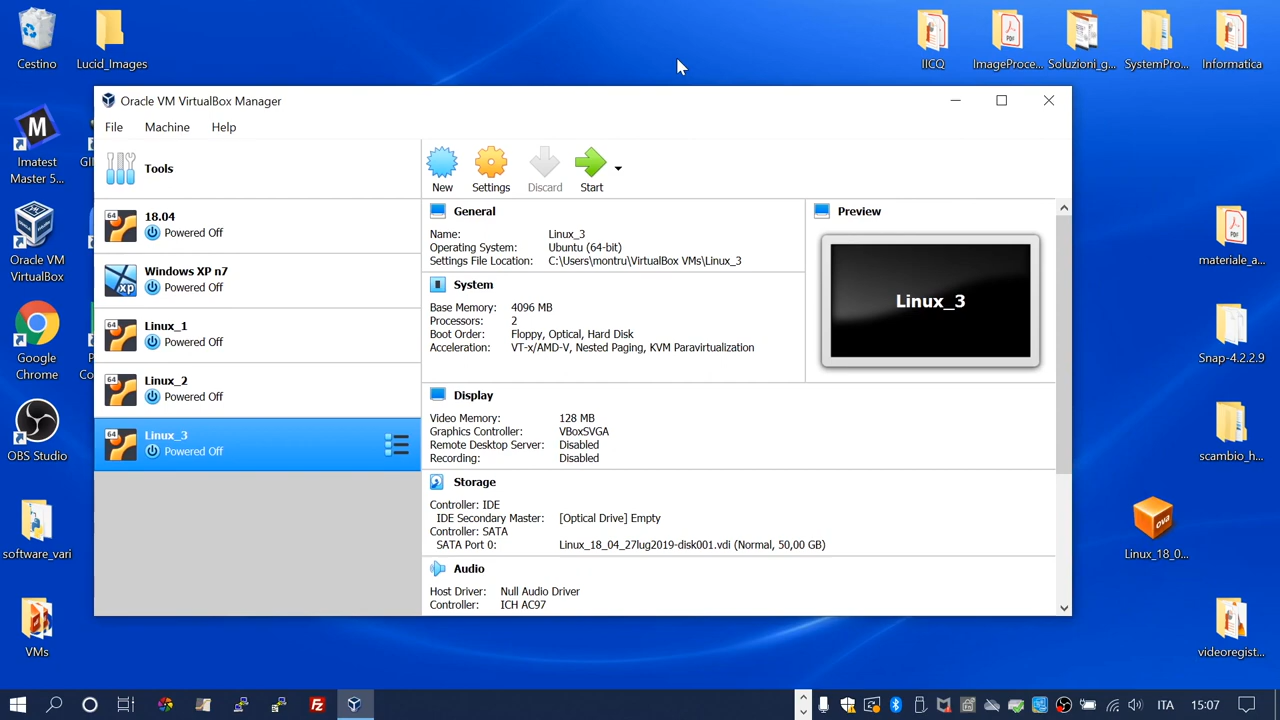 Cestino
Lucid_Images
IICQ
ImageProce...
Soluzioni_g...
SystemPro...
Informatica
Oracle VM VirtualBox Manager
File Machine Help
M
Imatest
Master 5...
Oracle VM
VirtualBox
Google
Chrome
OBS Studio
software_vari
VMs
Tools
New Settings Discard Start
64
18.04
Powered Off
xp
Windows XP n7
Powered Off
64
Linux_1
Powered Off
64
Linux_2
Powered Off
64
Linux_3
Powered Off
General
Name: Linux_3
Operating System: Ubuntu (64-bit)
Settings File Location: C:\Users\montru\VirtualBox VMs\Linux_3
System
Base Memory: 4096 MB
Processors: 2
Boot Order: Floppy, Optical, Hard Disk
Acceleration: VT-x/AMD-V, Nested Paging, KVM Paravirtualization
Preview
Linux_3
Display
Video Memory: 128 MB
Graphics Controller: VBoxSVGA
Remote Desktop Server: Disabled
Recording: Disabled
Storage
Controller: IDE
IDE Secondary Master: [Optical Drive] Empty
Controller: SATA
SATA Port 0: Linux_18_04_27lug2019-disk001.vdi (Normal, 50,00 GB)
Audio
Host Driver: Null Audio Driver
Controller: ICH AC97
PDF
materiale_a...
Snap-4.2.2.9
scambio_h...
ova
Linux_18_0...
videoregist...
ITA 15:07